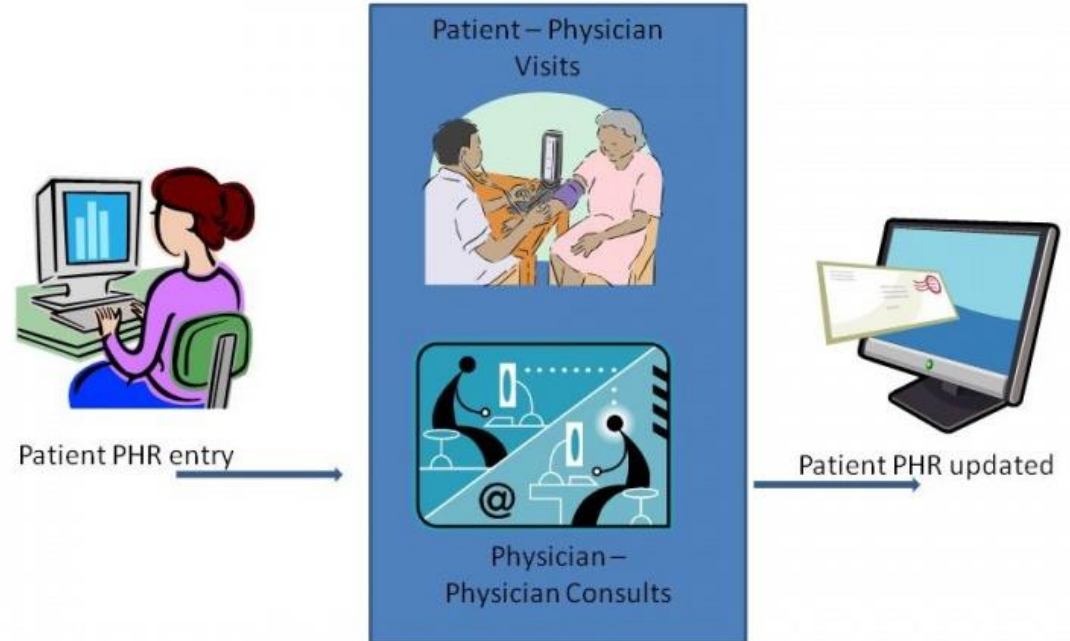 Patient – Physician
Visits
Patient PHR entry
@
Physician –
Physician Consults
Patient PHR updated